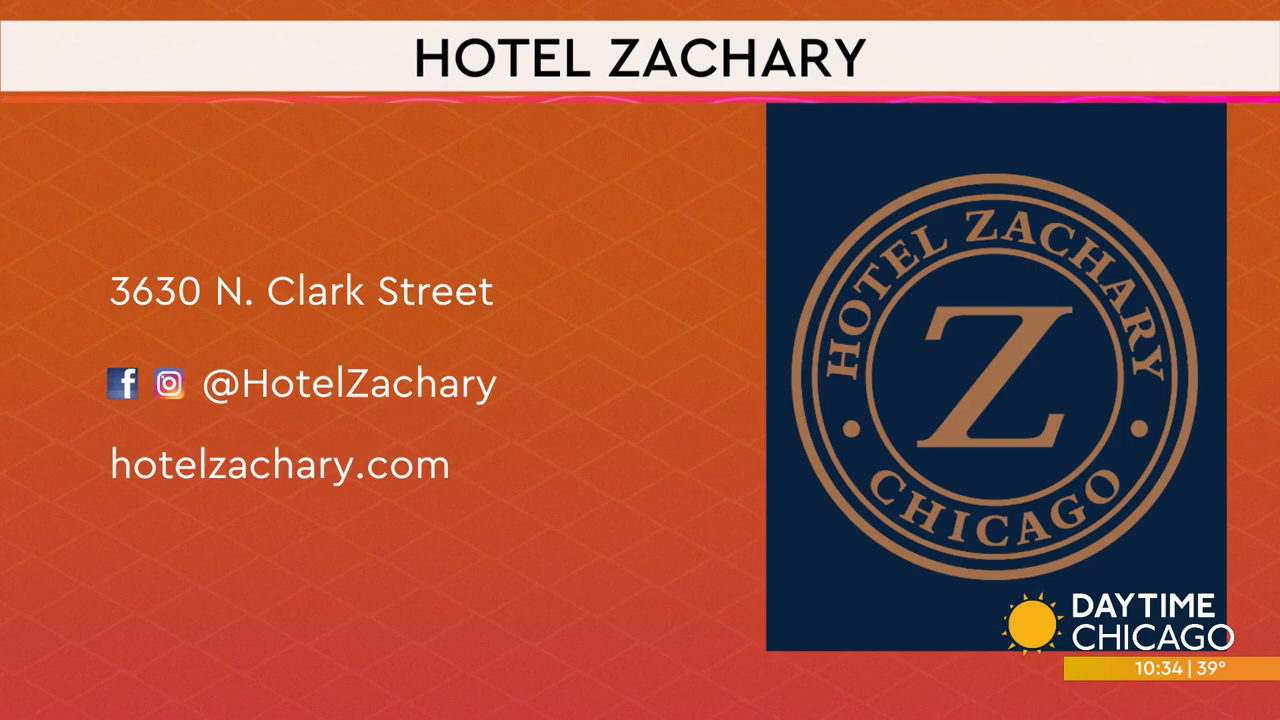 HOTEL ZACHARY
3630 N. Clark Street
@HotelZachary
hotelzachary.com
HOTEL ZACHARY
Z
CHICAGO
DAYTIME
CHICAGO
10:34 | 39°